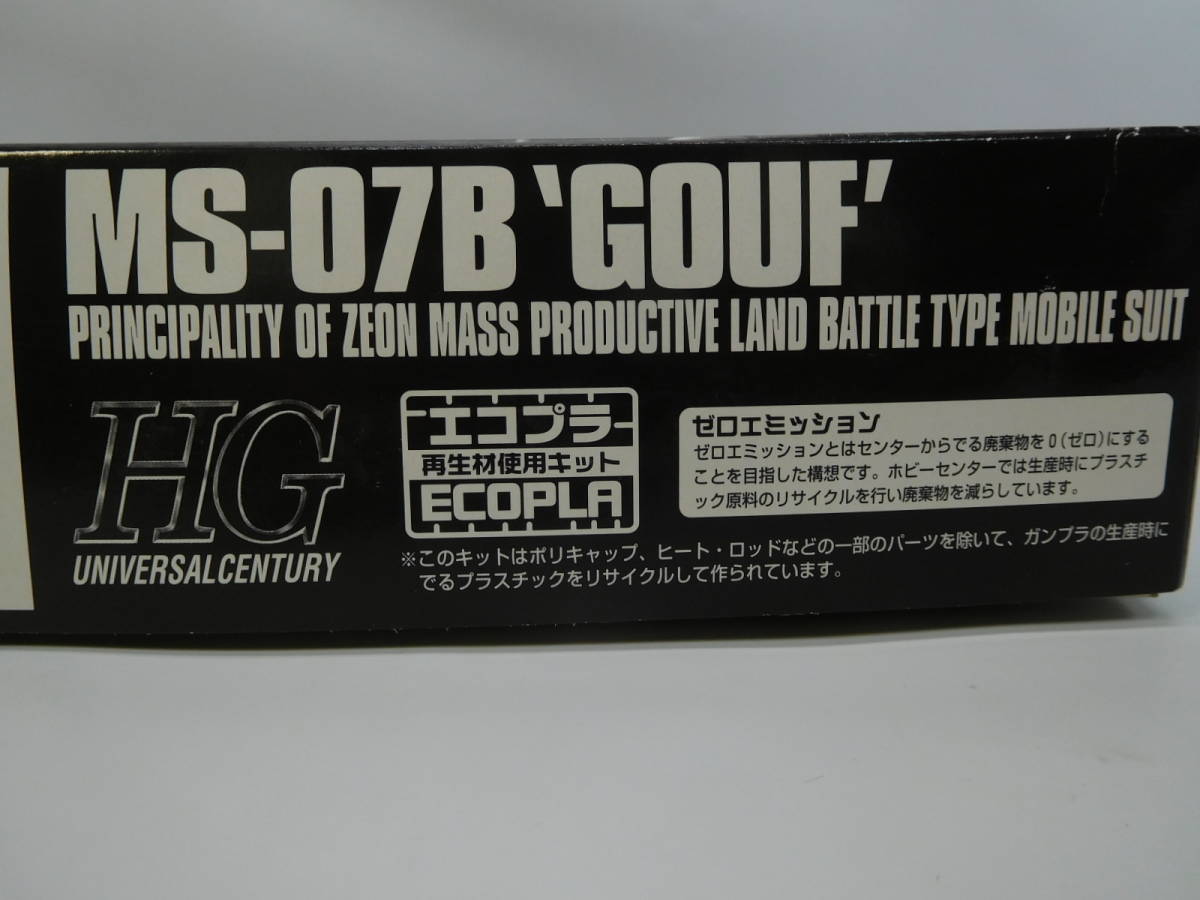 MS-07B 'GOUF'
PRINCIPALITY OF ZEON MASS PRODUCTIVE LAND BATTLE TYPE MOBILE SUIT
HG
UNIVERSAL CENTURY
エコプラ
再生材使用キット
ECOPLA
ゼロエミッション
ゼロエミッションとはセンターからでる廃棄物を0(ゼロ)にする
ことを目指した構想です。ホビーセンターでは生産時にプラスチ
ック原料のリサイクルを行い廃棄物を減らしています。
※このキットはポリキャップ、ヒート・ロッドなどの一部のパーツを除いて、ガンプラの生産時に
でるプラスチックをリサイクルして作られています。